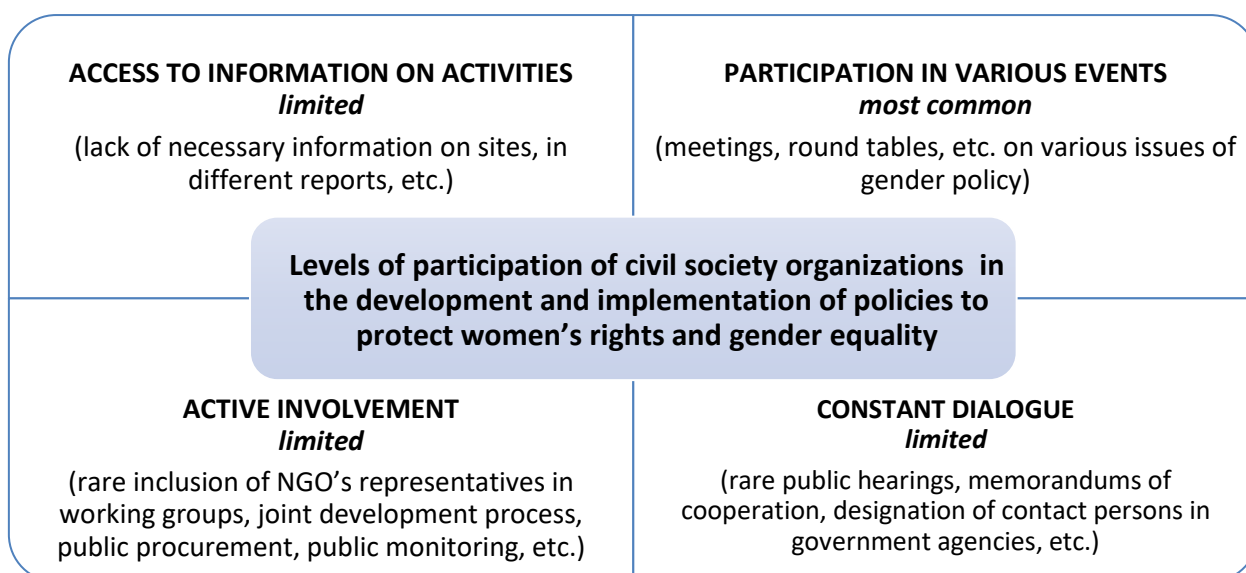 ACCESS TO INFORMATION ON ACTIVITIES
limited
(lack of necessary information on sites, in
different reports, etc.)
PARTICIPATION IN VARIOUS EVENTS
most common
(meetings, round tables, etc. on various issues of
gender policy)
Levels of participation of civil society organizations in
the development and implementation of policies to
protect women’s rights and gender equality
ACTIVE INVOLVEMENT
limited
(rare inclusion of NGO’s representatives in
working groups, joint development process,
public procurement, public monitoring, etc.)
CONSTANT DIALOGUE
limited
(rare public hearings, memorandums of
cooperation, designation of contact persons in
government agencies, etc.)